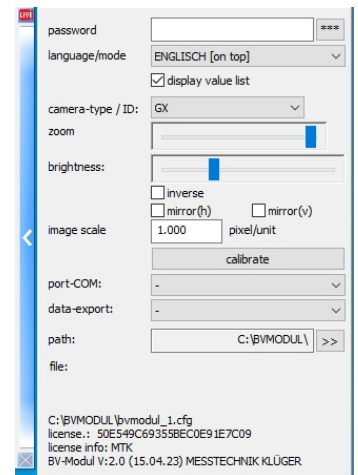 LIVE
password ***
language/mode ENGLISCH [on top]
display value list
camera-type / ID: GX
zoom
brightness:
inverse
mirror(h) mirror(v)
image scale 1.000 pixel/unit
calibrate
port-COM: -
data-export: -
path: C:\BVMODUL\ >>
file:
C:\BVMODUL\bvmodul_1.cfg
license.: 50E549C69355BEC0E91E7C09
license info: MTK
BV-Modul V:2.0 (15.04.23) MESSTECHNIK KLÜGER